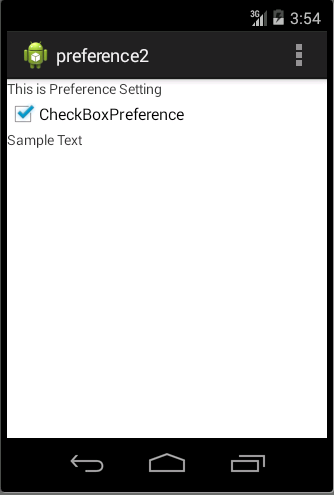 3G 3:54
preference2
This is Preference Setting
CheckBoxPreference
Sample Text